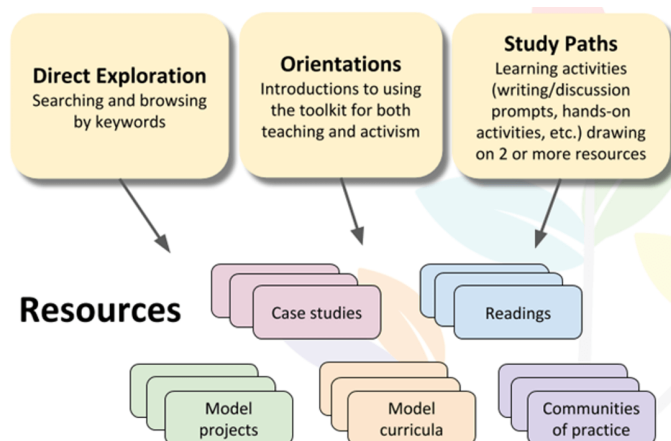 Direct Exploration
Searching and browsing
by keywords
Orientations
Introductions to using
the toolkit for both
teaching and activism
Study Paths
Learning activities
(writing/discussion
prompts, hands-on
activities, etc.) drawing
on 2 or more resources
Resources
Case studies
Readings
Model
projects
Model
curricula
Communities
of practice